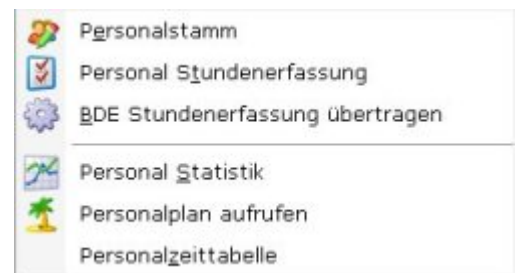 Personalstamm
Personal Stundenerfassung
BDE Stundenerfassung übertragen
Personal Statistik
Personalplan aufrufen
Personalzeittabelle